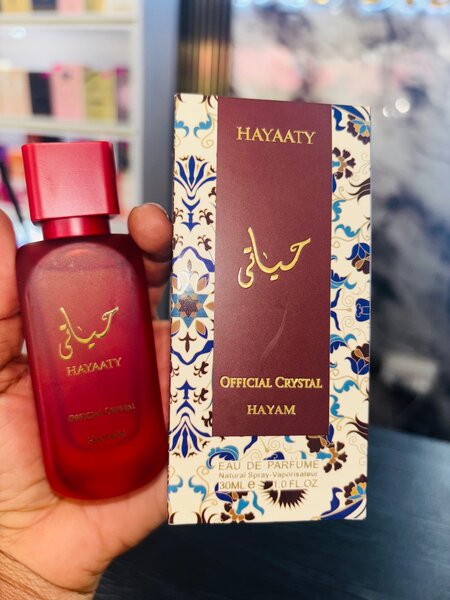 حياتي
HAYAATY
OFFICIAL CRYSTAL
HAYAM
HAYAATY
حياتي
OFFICIAL CRYSTAL
HAYAM
EAU DE PARFUME
Natural Spray-Vaporisateur
30ML e 1.0 FL.OZ